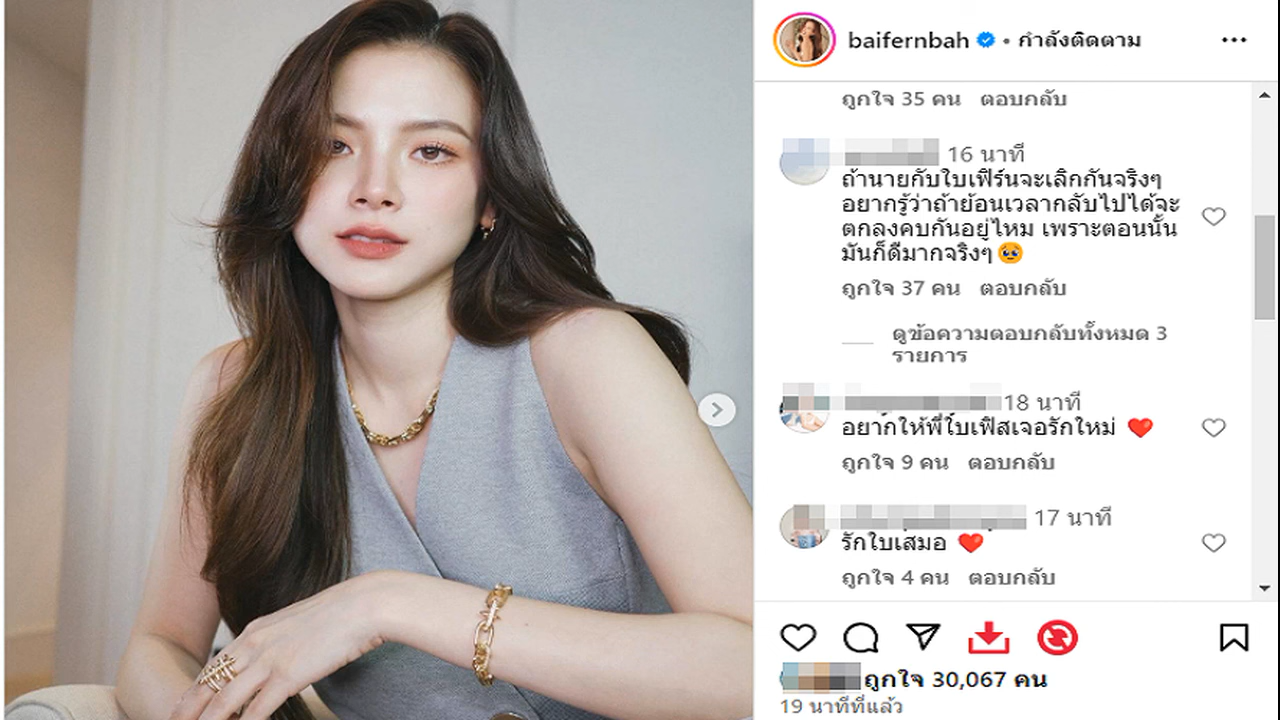 baifernbah • กำลังติดตาม
ถูกใจ 35 คน ตอบกลับ
16 นาที
ถ้านายกับใบเฟิร์นจะเลิกกันจริงๆ
อยากรู้ว่าถ้าย้อนเวลากลับไปได้จะ
ตกลงคบกันอยู่ไหม เพราะตอนนั้น
มันก็ดีมากจริงๆ 🥹
ถูกใจ 37 คน ตอบกลับ
ดูข้อความตอบกลับทั้งหมด 3
รายการ
18 นาที
อยากให้พี่ใบเฟิสเจอรักใหม่ ❤️
ถูกใจ 9 คน ตอบกลับ
17 นาที
รักใบเสมอ ❤️
ถูกใจ 4 คน ตอบกลับ
ถูกใจ 30,067 คน
19 นาทีที่แล้ว